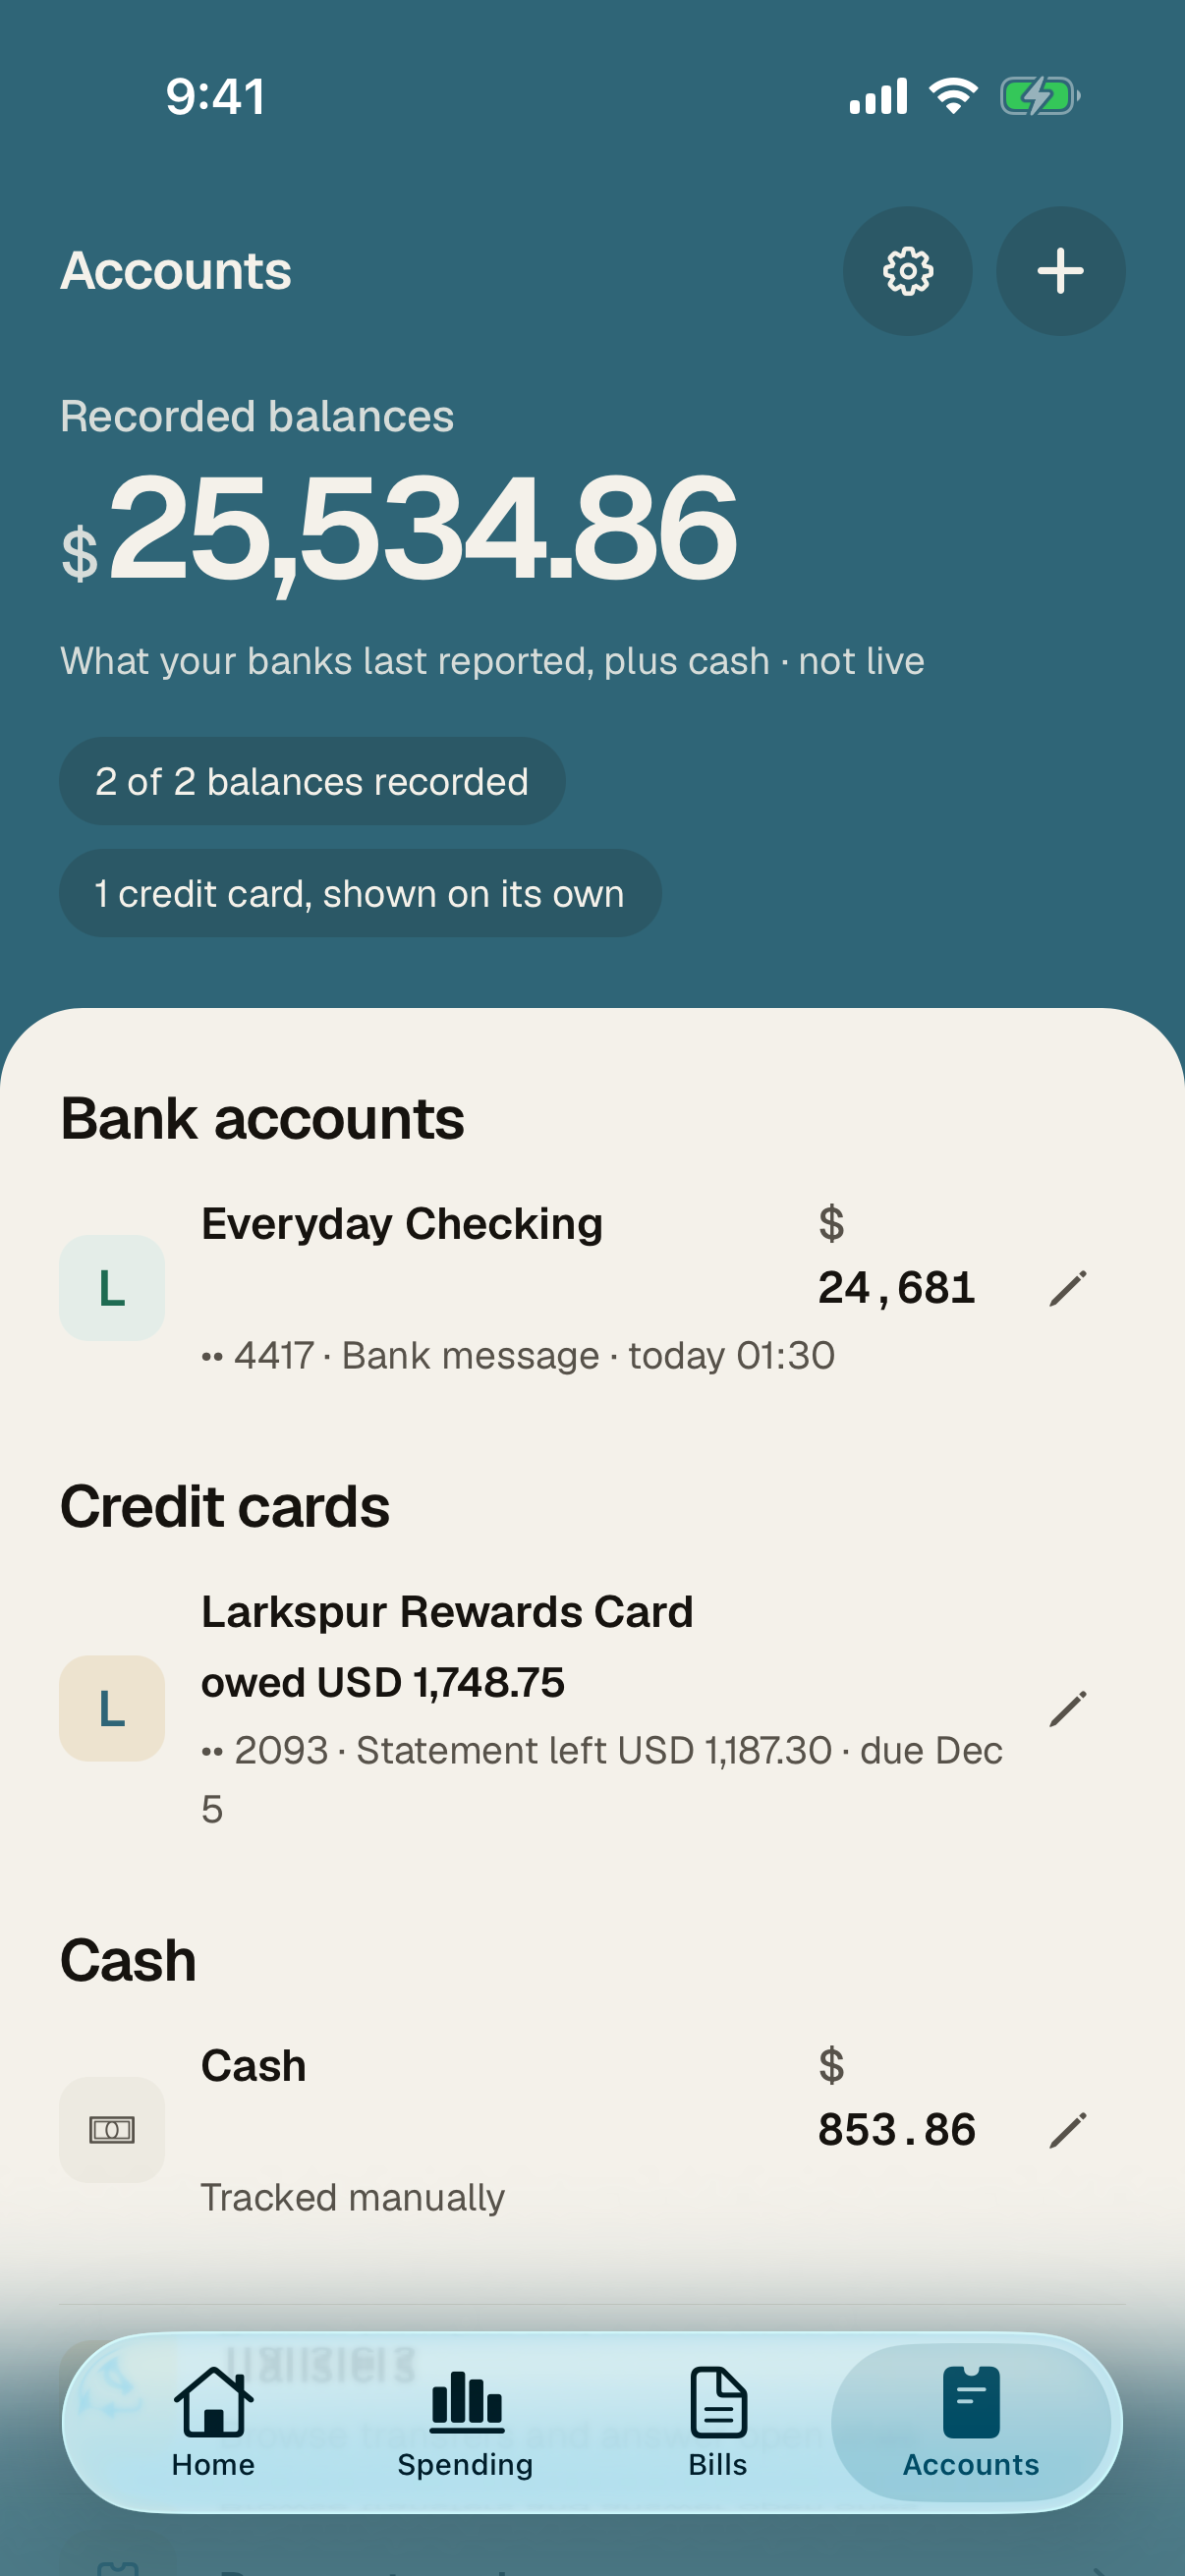 9:41
Accounts
Recorded balances
$25,534.86
What your banks last reported, plus cash · not live
2 of 2 balances recorded
1 credit card, shown on its own
Bank accounts
Everyday Checking
$
24,681
L
•• 4417 · Bank message · today 01:30
Credit cards
Larkspur Rewards Card
owed USD 1,748.75
L
•• 2093 · Statement left USD 1,187.30 · due Dec
5
Cash
Cash
$
853.86
Tracked manually
Home
Spending
Bills
Accounts